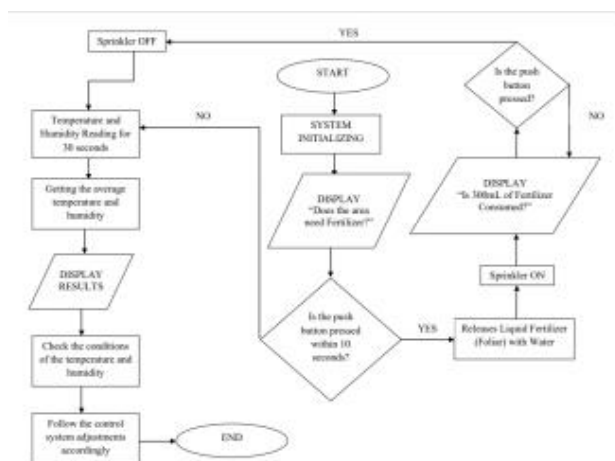 START
SYSTEM
INITIALIZING
DISPLAY
"Does the area
need Fertilizer?"
Is the push
button pressed
within 10
seconds?
YES
Releases Liquid Fertilizer
(Foliar) with Water
Sprinkler ON
DISPLAY
"Is 300mL of Fertilizer
Consumed?"
Is the push
button
pressed?
NO
YES
Sprinkler OFF
NO
Temperature and
Humidity Reading for
30 seconds
Getting the average
temperature and
humidity
DISPLAY
RESULTS
Check the conditions
of the temperature and
humidity
Follow the control
system adjustments
accordingly
END